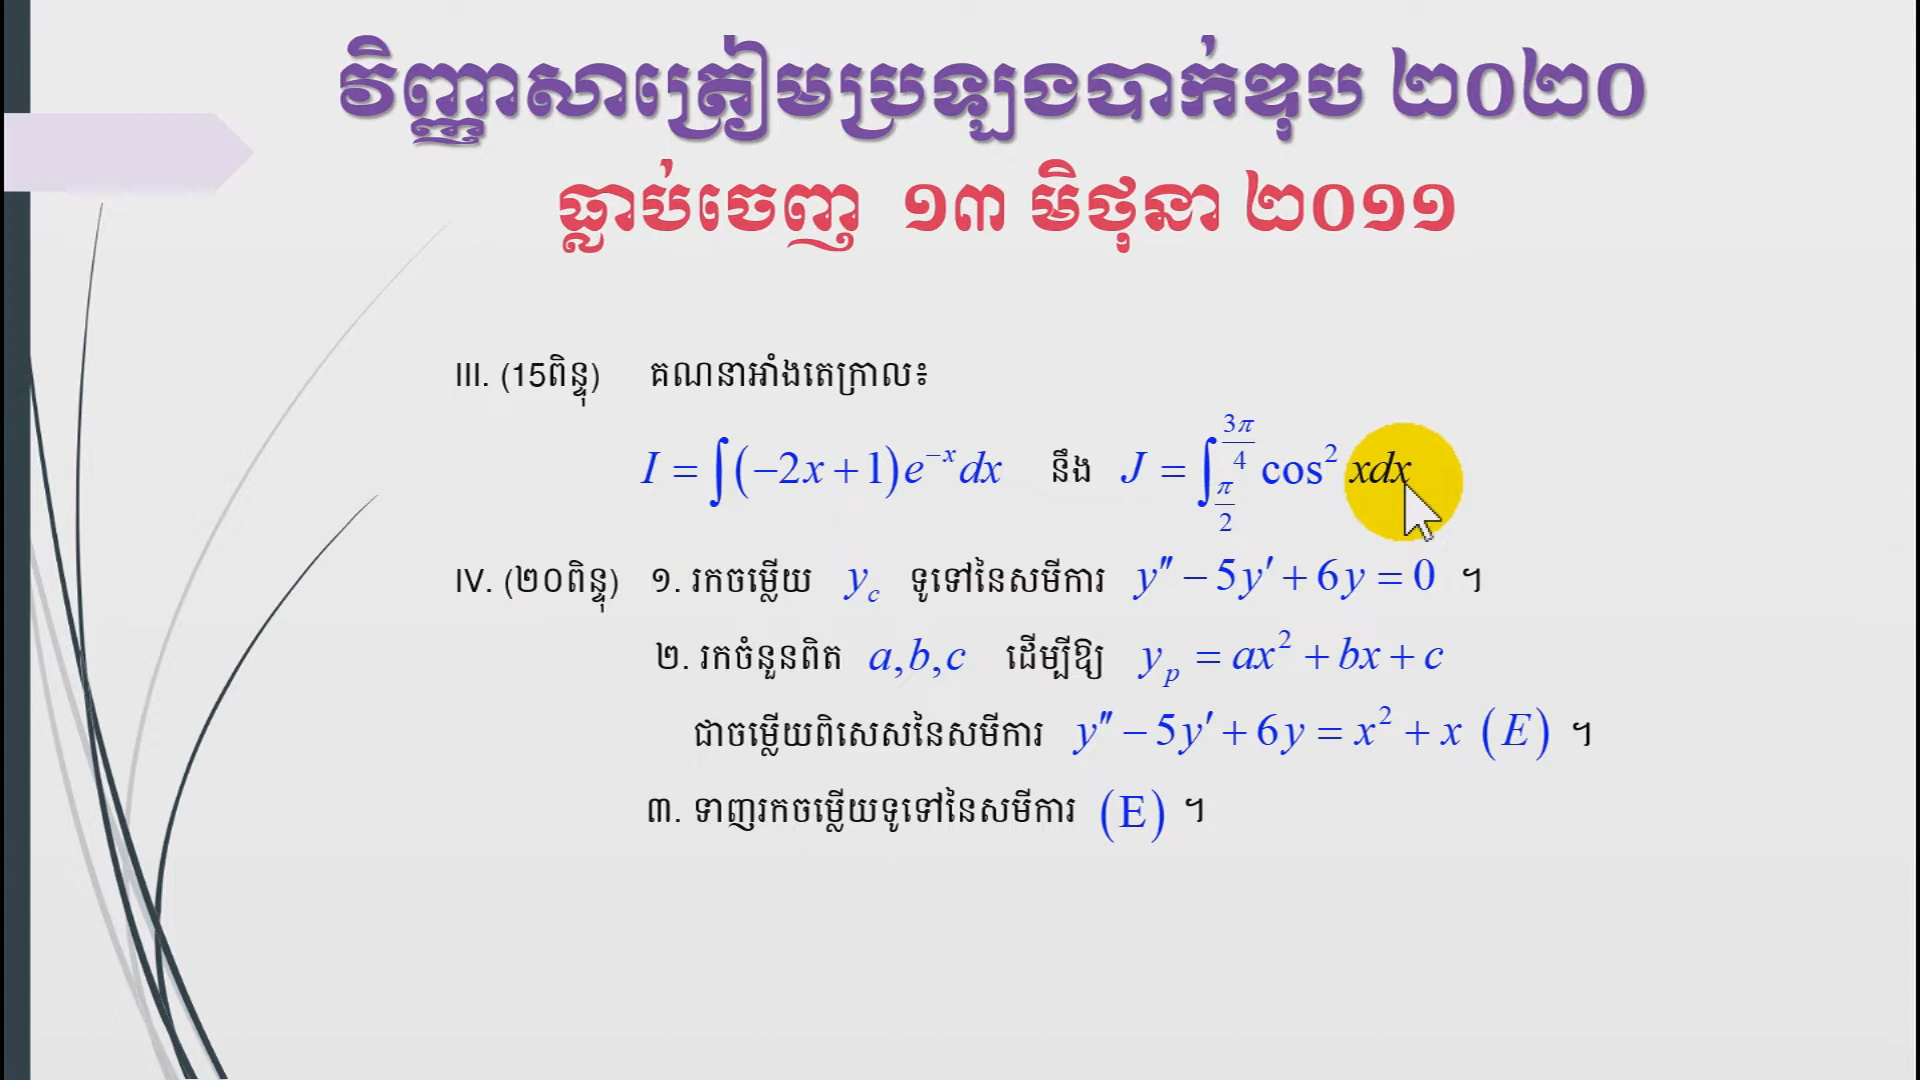 វិញ្ញាសាត្រៀមប្រឡងបាក់ឌុប ២០២០
ធ្លាប់ចេញ ១៣ មិថុនា ២០១១
III. (15ពិន្ទុ) គណនាអាំងតេក្រាល៖
I = ∫(−2x+1)e^{−x}dx នឹង J = ∫_{π/2}^{3π/4} cos² xdx
IV. (២០ពិន្ទុ) ១. រកចម្លើយ y_c ទូទៅនៃសមីការ y″ − 5y′ + 6y = 0 ។
២. រកចំនួនពិត a,b,c ដើម្បីឱ្យ y_p = ax² + bx + c
ជាចម្លើយពិសេសនៃសមីការ y″ − 5y′ + 6y = x² + x (E) ។
៣. ទាញរកចម្លើយទូទៅនៃសមីការ (E) ។